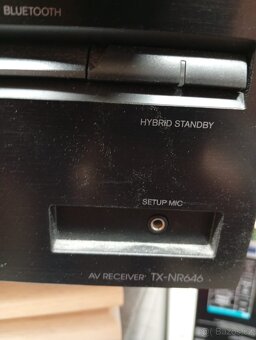 BLUETOOTH
HYBRID STANDBY
SETUP MIC
AV RECEIVER TX-NR646